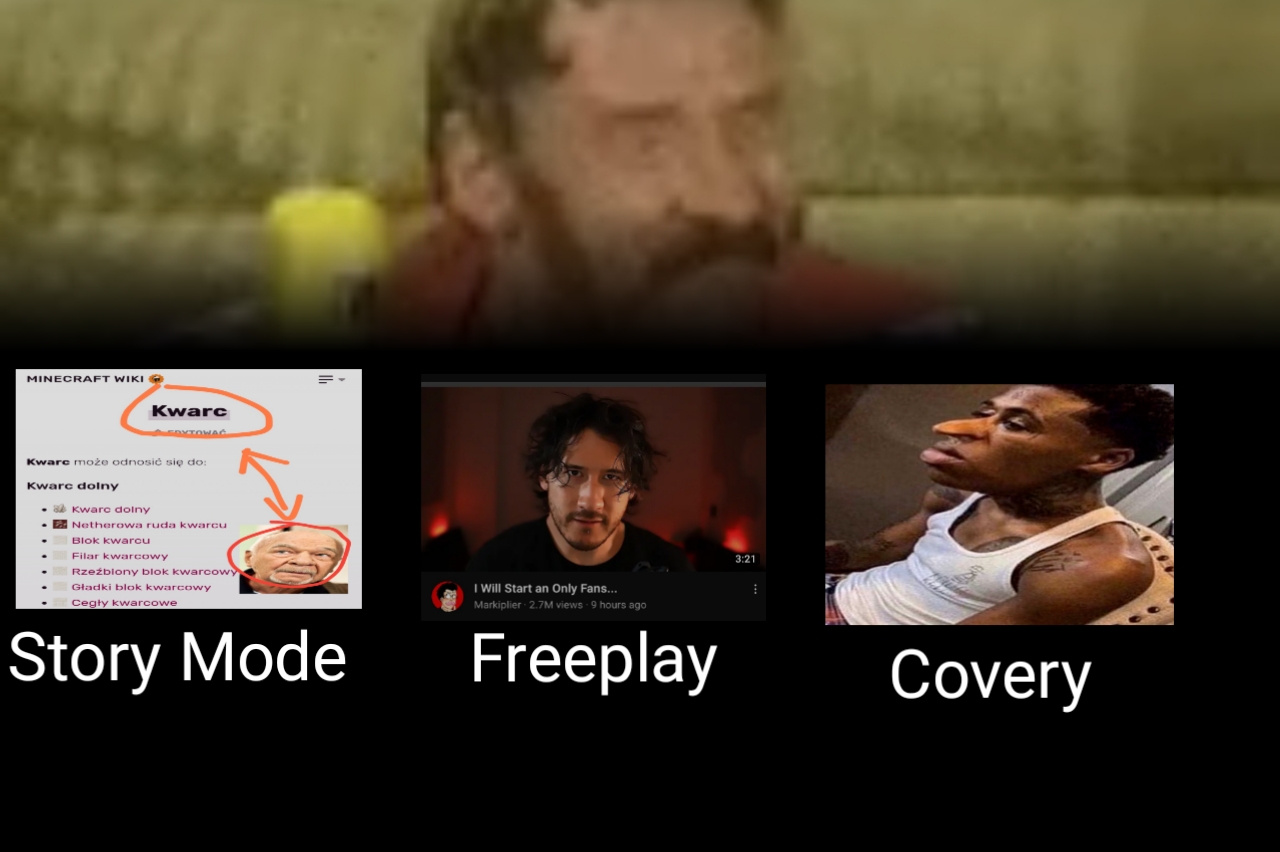 MINECRAFT WIKI
Kwarc
EDYTOWAĆ
Kwarc może odnosić się do:
Kwarc dolny
Kwarc dolny
Netherowa ruda kwarcu
Blok kwarcu
Filar kwarcowy
Rzeźblony blok kwarcowy
Gładki blok kwarcowy
Cegły kwarcowe
Story Mode
3:21
I Will Start an Only Fans...
Markiplier · 2.7M views · 9 hours ago
Freeplay
Covery